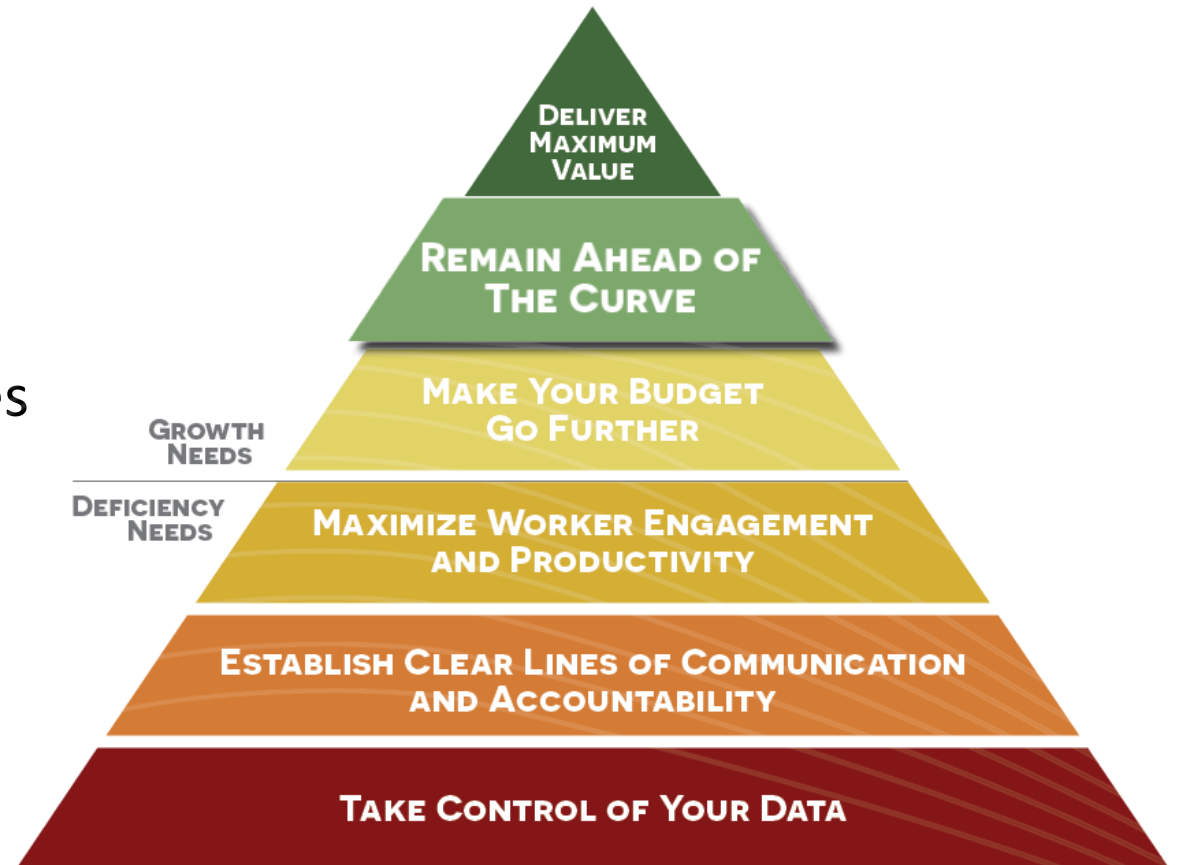 DELIVER
MAXIMUM
VALUE
REMAIN AHEAD OF
THE CURVE
MAKE YOUR BUDGET
GO FURTHER
GROWTH
NEEDS
DEFICIENCY
NEEDS
MAXIMIZE WORKER ENGAGEMENT
AND PRODUCTIVITY
ESTABLISH CLEAR LINES OF COMMUNICATION
AND ACCOUNTABILITY
TAKE CONTROL OF YOUR DATA